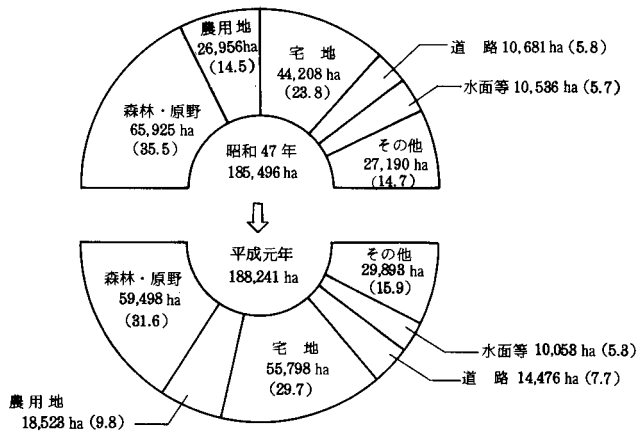 農用地
26,956ha
(14.5)
宅 地
44,208 ha
(23.8)
道 路 10,681 ha (5.8)
水面等 10,536 ha (5.7)
森林・原野
65,925 ha
(35.5)
昭和 47 年
185,496 ha
その他
27,190 ha
(14.7)
平成元年
188,241 ha
森林・原野
59,498 ha
(31.6)
その他
29,893 ha
(15.9)
宅 地
55,798 ha
(29.7)
水面等 10,053 ha (5.3)
道 路 14,476 ha (7.7)
農用地
18,523 ha (9.8)